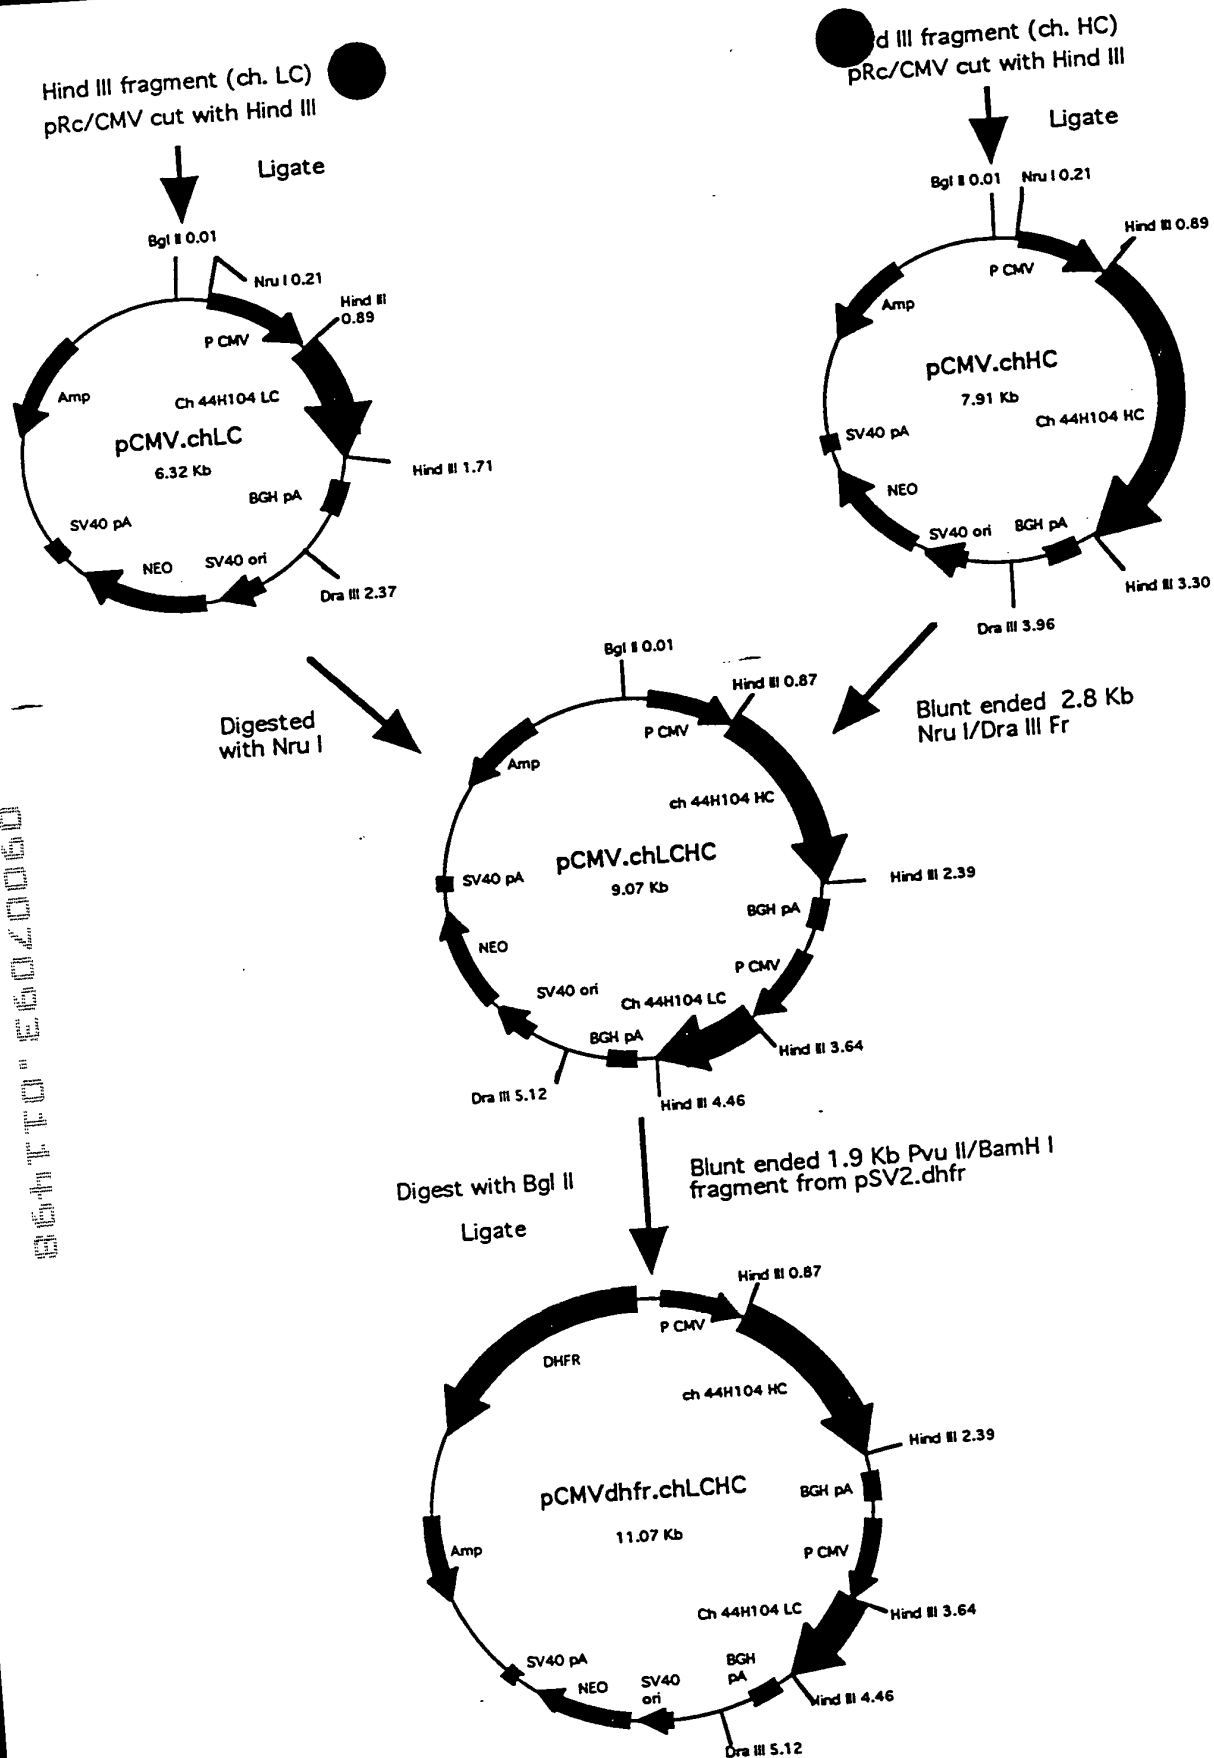 Hind III fragment (ch. LC)
pRc/CMV cut with Hind III
Ligate
Bgl II 0.01
Nru I 0.21
Hind III
0.89
P CMV
Amp
Ch 44H104 LC
pCMV.chLC
6.32 Kb
Hind III 1.71
BGH pA
SV40 pA
NEO
SV40 ori
Dra III 2.37
d III fragment (ch. HC)
pRc/CMV cut with Hind III
Ligate
Bgl II 0.01
Nru I 0.21
Hind III 0.89
P CMV
Amp
pCMV.chHC
7.91 Kb
Ch 44H104 HC
SV40 pA
NEO
SV40 ori
BGH pA
Hind III 3.30
Dra III 3.96
Digested
with Nru I
Blunt ended 2.8 Kb
Nru I/Dra III Fr
Bgl II 0.01
Hind III 0.87
P CMV
Amp
ch 44H104 HC
pCMV.chLCHC
9.07 Kb
SV40 pA
Hind III 2.39
BGH pA
NEO
P CMV
SV40 ori
Ch 44H104 LC
BGH pA
Hind III 3.64
Dra III 5.12
Hind III 4.46
Digest with Bgl II
Ligate
Blunt ended 1.9 Kb Pvu II/BamH I
fragment from pSV2.dhfr
Hind III 0.87
P CMV
DHFR
ch 44H104 HC
Hind III 2.39
pCMVdhfr.chLCHC
11.07 Kb
BGH pA
Amp
P CMV
Ch 44H104 LC
Hind III 3.64
SV40 pA
NEO
SV40
ori
BGH
pA
Hind III 4.46
Dra III 5.12
09007093.011498